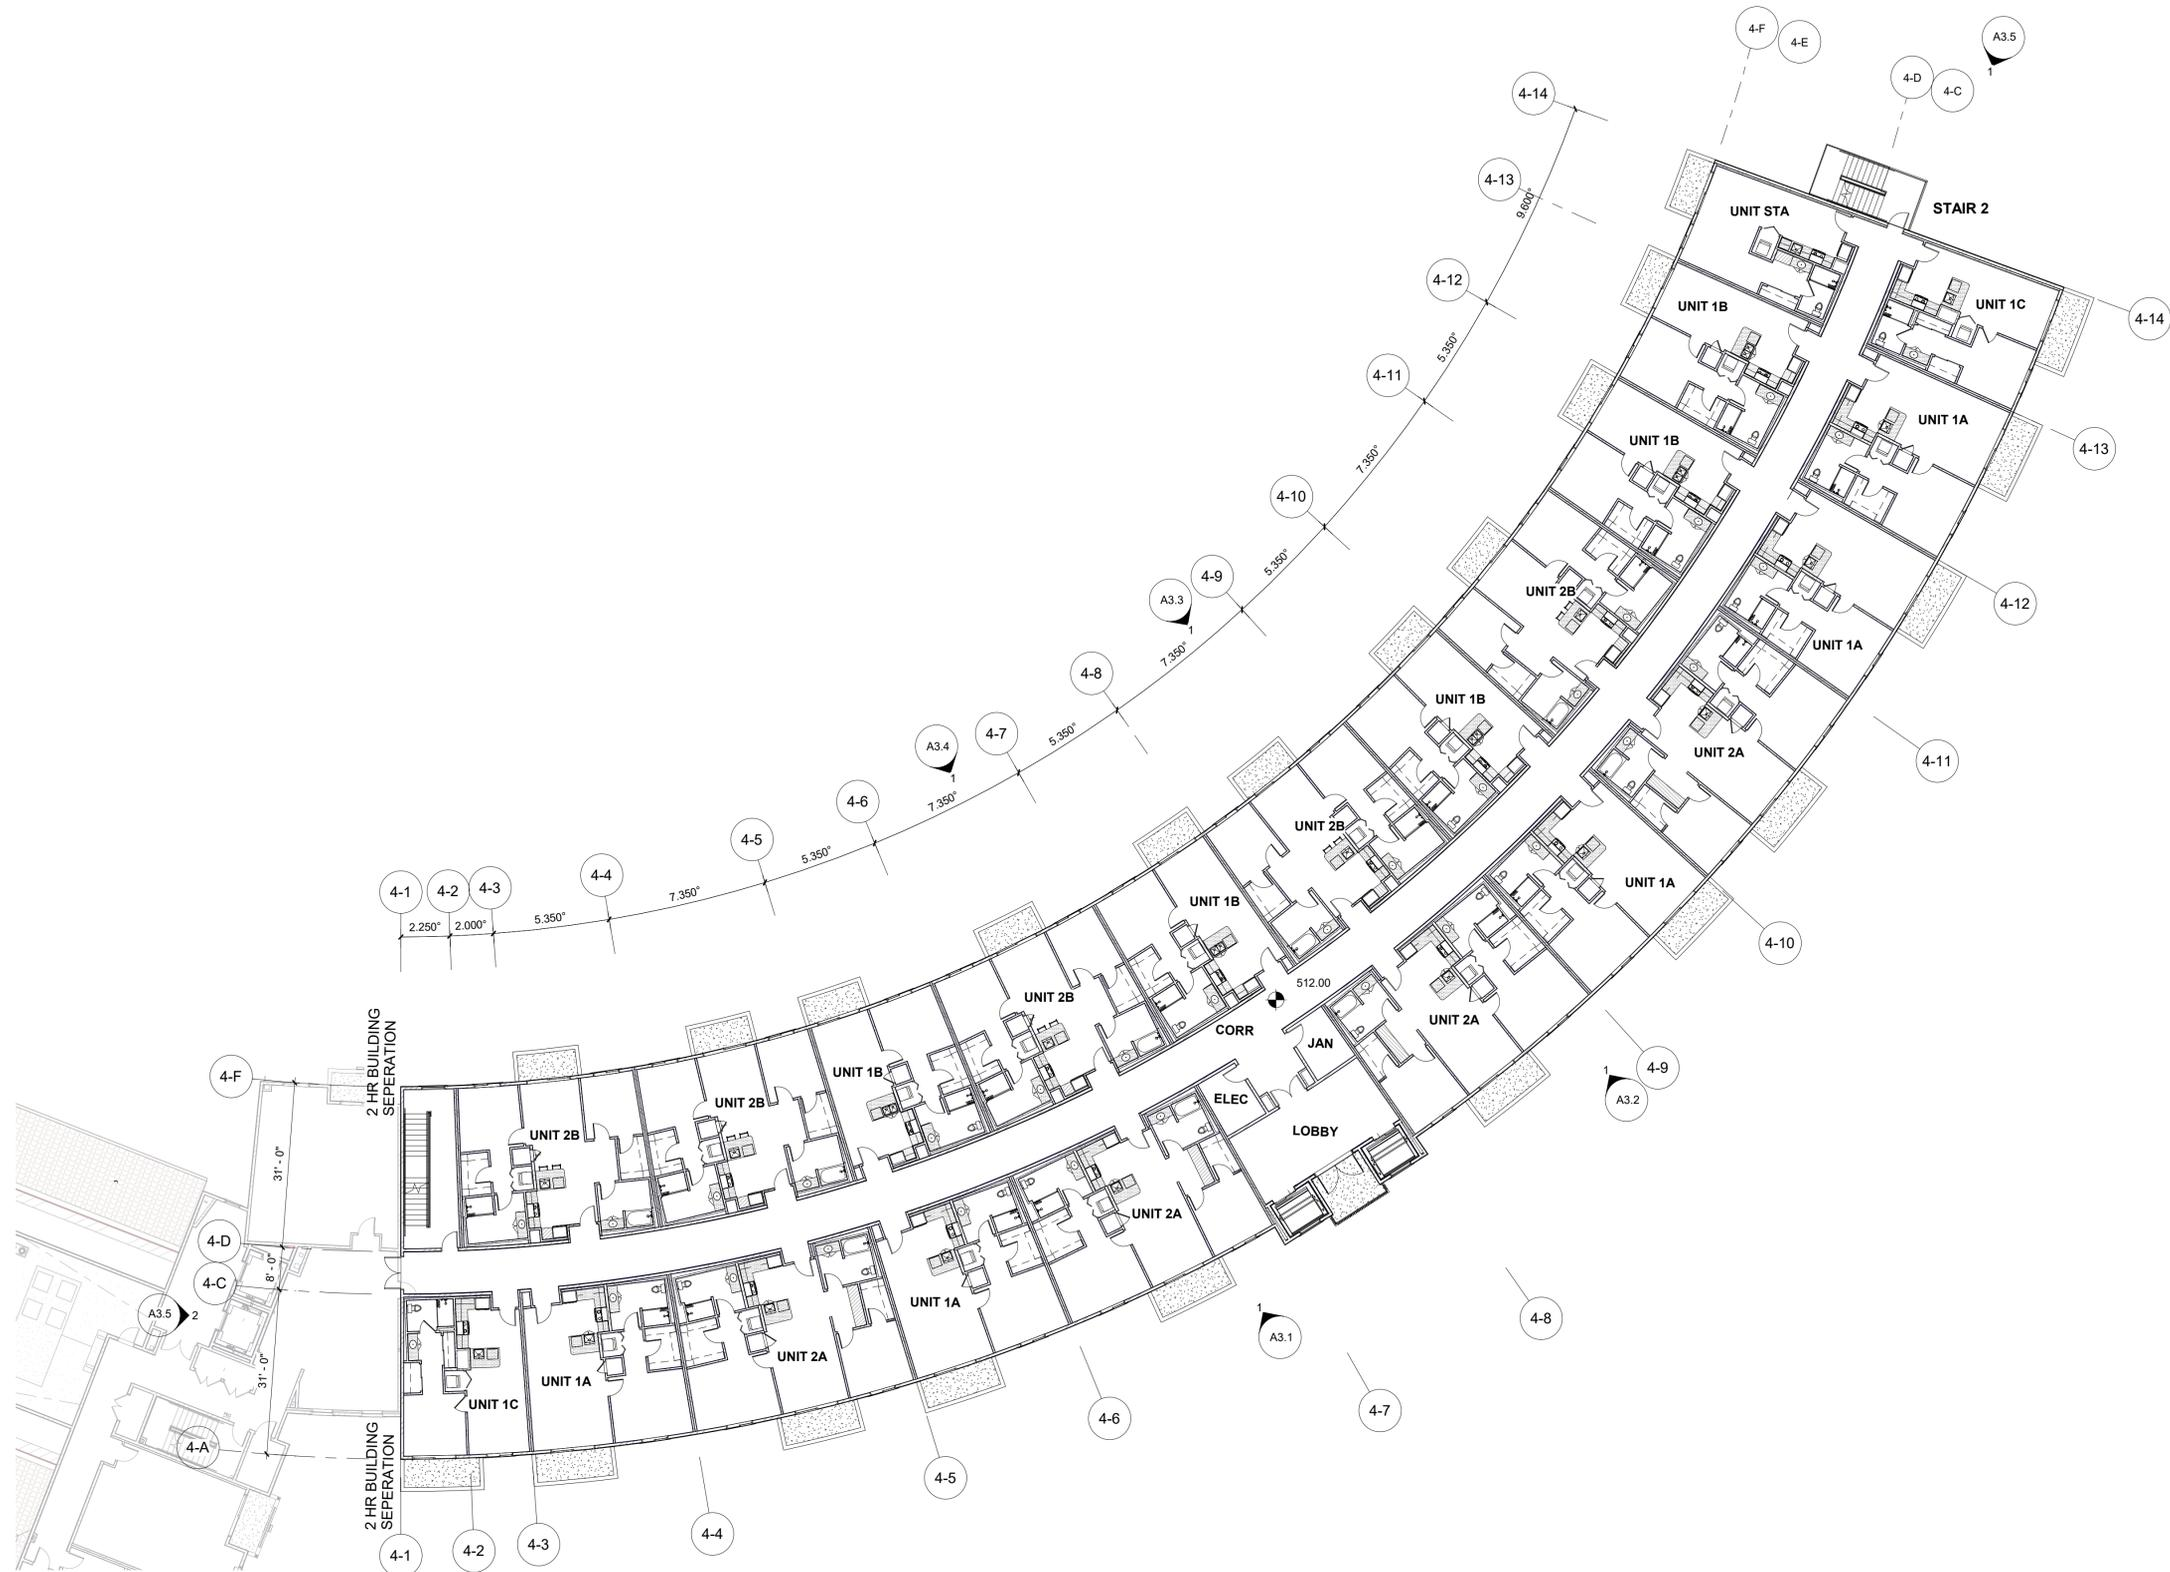 4-F
4-E
A3.5
1
4-D
4-C
4-14
4-13
9.600°
4-12
5.350°
4-11
7.350°
4-10
5.350°
4-9
A3.3
1
7.350°
4-8
5.350°
4-7
A3.4
1
7.350°
4-6
5.350°
4-5
7.350°
4-4
5.350°
4-3
4-2
4-1
2.000°
2.250°
STAIR 2
UNIT STA
UNIT 1C
4-14
UNIT 1B
UNIT 1A
4-13
UNIT 1B
4-12
UNIT 2B
UNIT 1A
UNIT 1B
UNIT 2A
4-11
UNIT 2B
UNIT 1A
UNIT 1B
4-10
512.00
UNIT 2B
UNIT 2A
CORR
JAN
4-9
1
A3.2
UNIT 1B
ELEC
LOBBY
UNIT 2B
UNIT 2B
UNIT 2A
2 HR BUILDING
SEPERATION
4-F
31' - 0"
4-D
8' - 0"
4-C
A3.5
2
31' - 0"
4-A
2 HR BUILDING
SEPERATION
UNIT 1A
UNIT 2A
UNIT 1A
UNIT 1C
1
A3.1
4-8
4-7
4-6
4-5
4-4
4-3
4-2
4-1